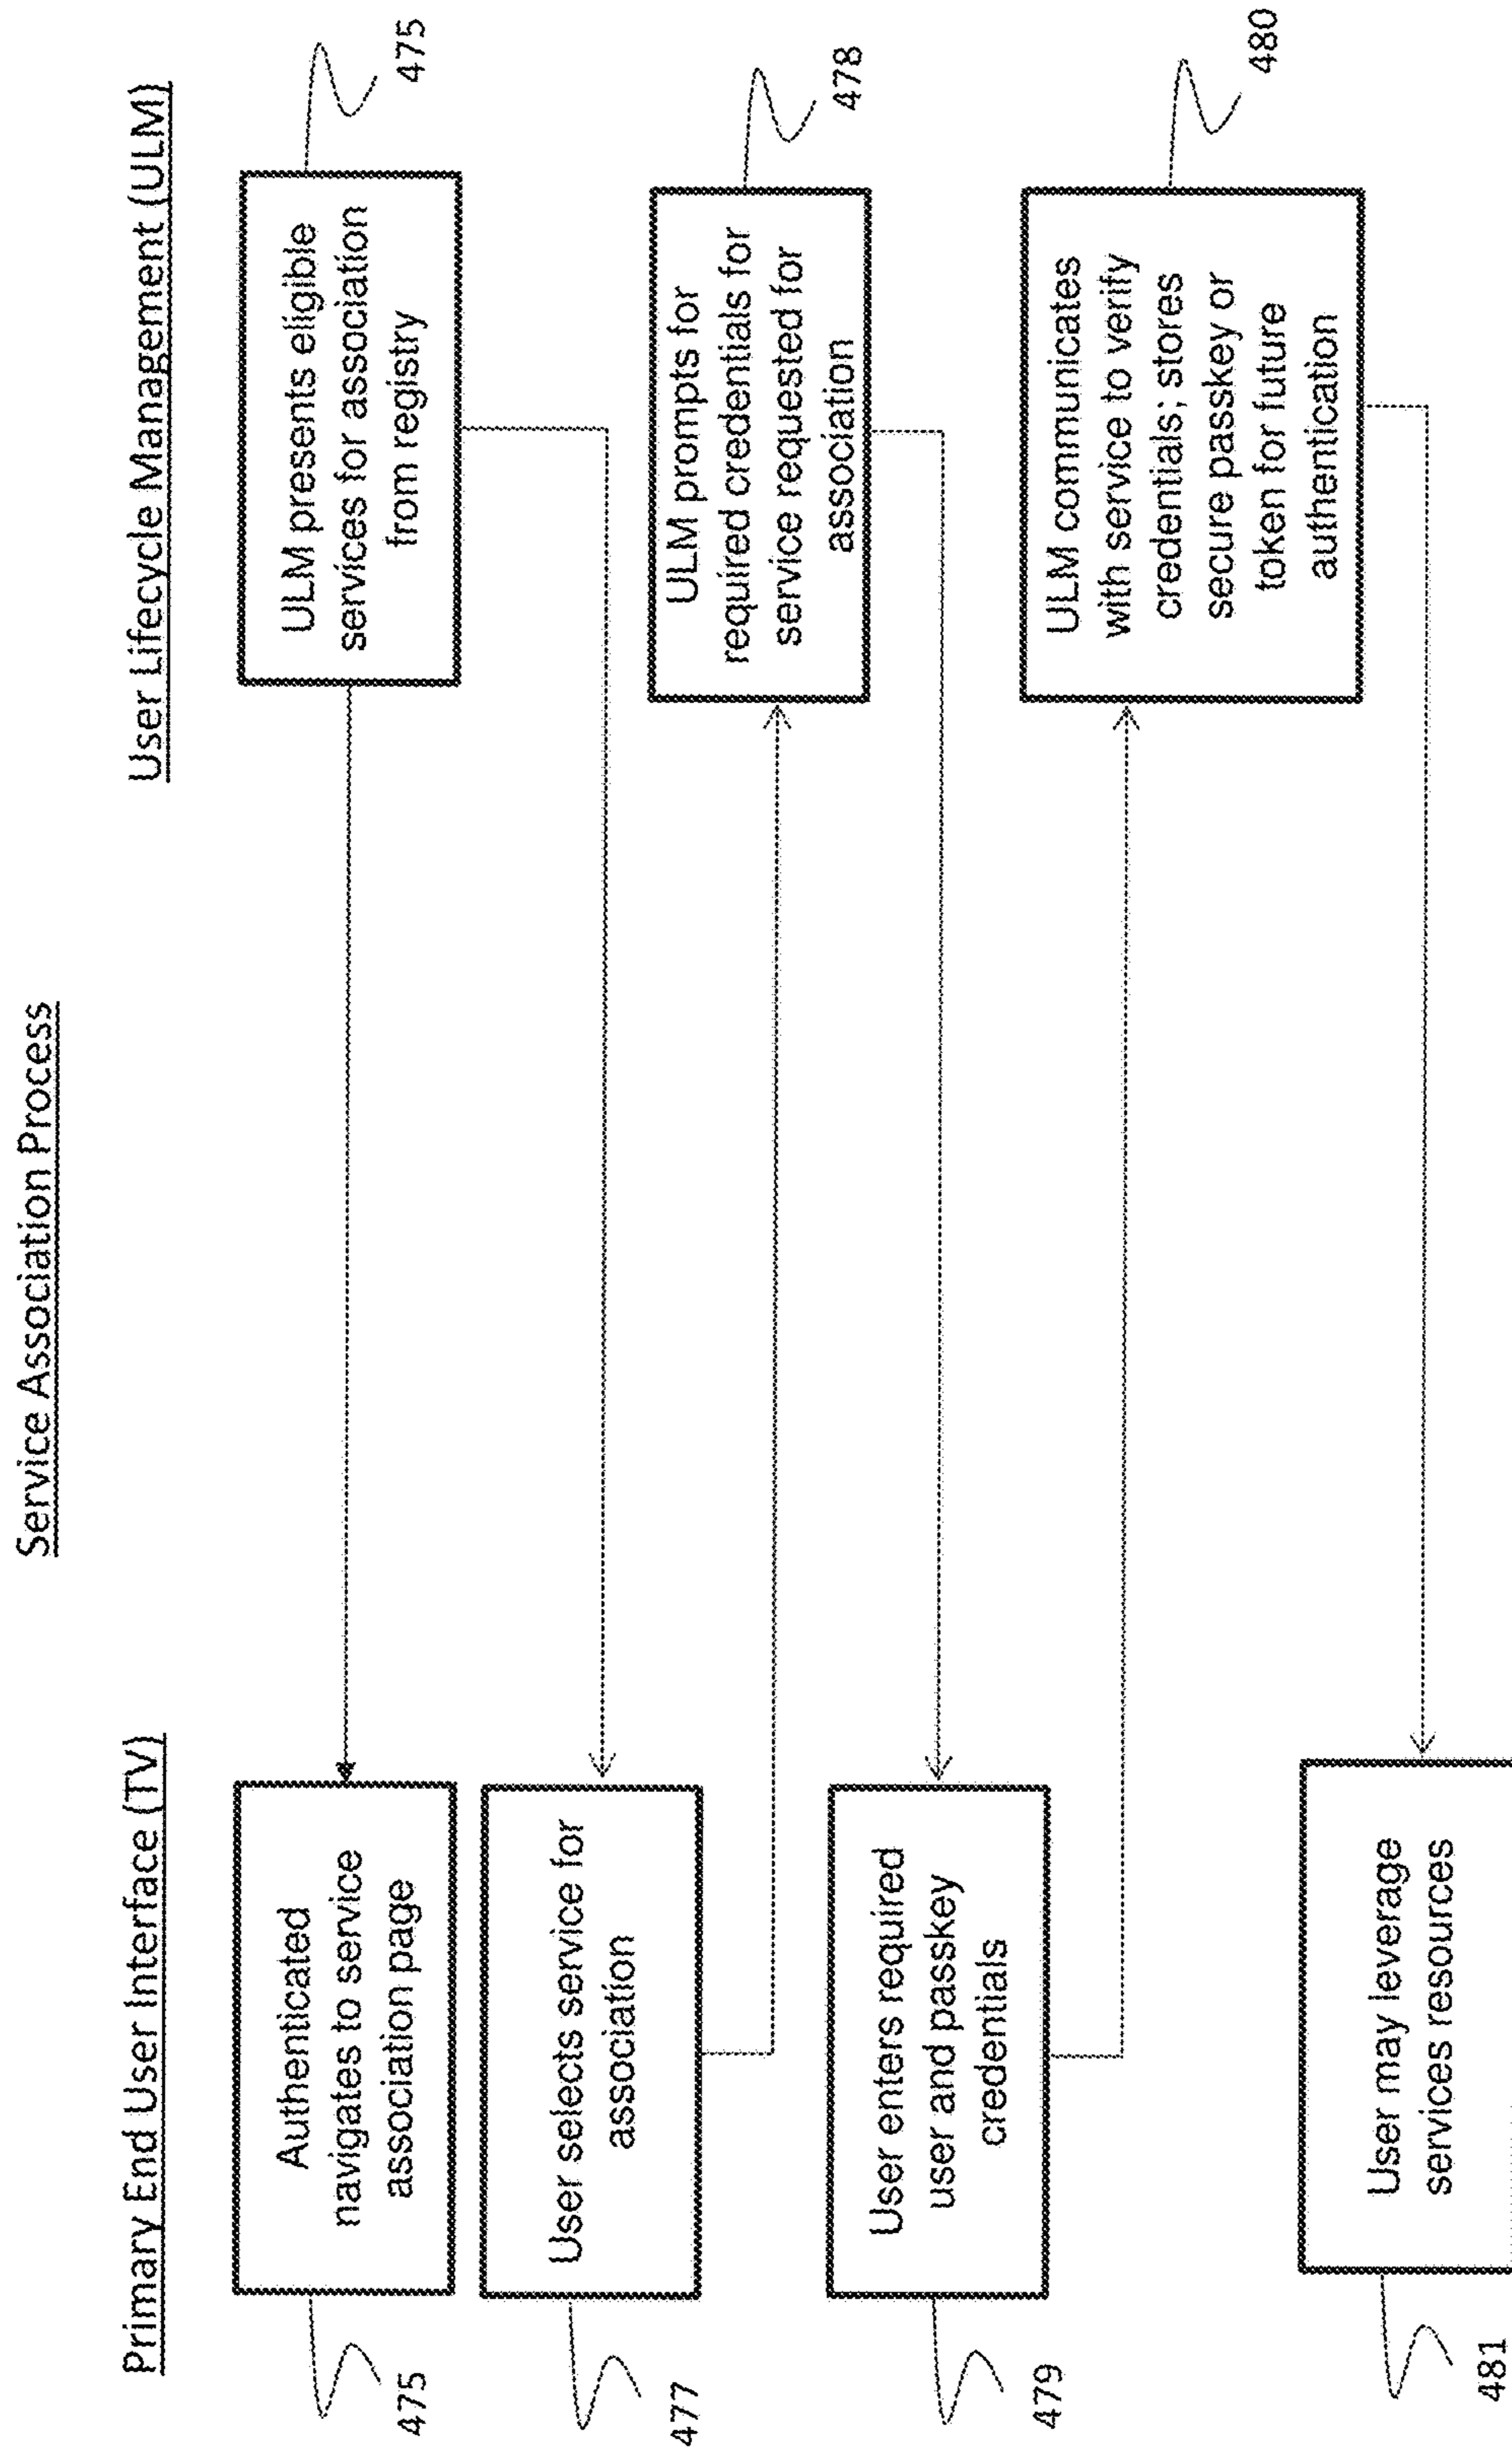 Service Association Process
Primary End User Interface (TV)
User Lifecycle Management (ULM)
Authenticated
navigates to service
association page
475
ULM presents eligible
services for association
from registry
475
User selects service for
association
477
ULM prompts for
required credentials for
service requested for
association
478
User enters required
user and passkey
credentials
479
ULM communicates
with service to verify
credentials; stores
secure passkey or
token for future
authentication
480
User may leverage
services resources
481